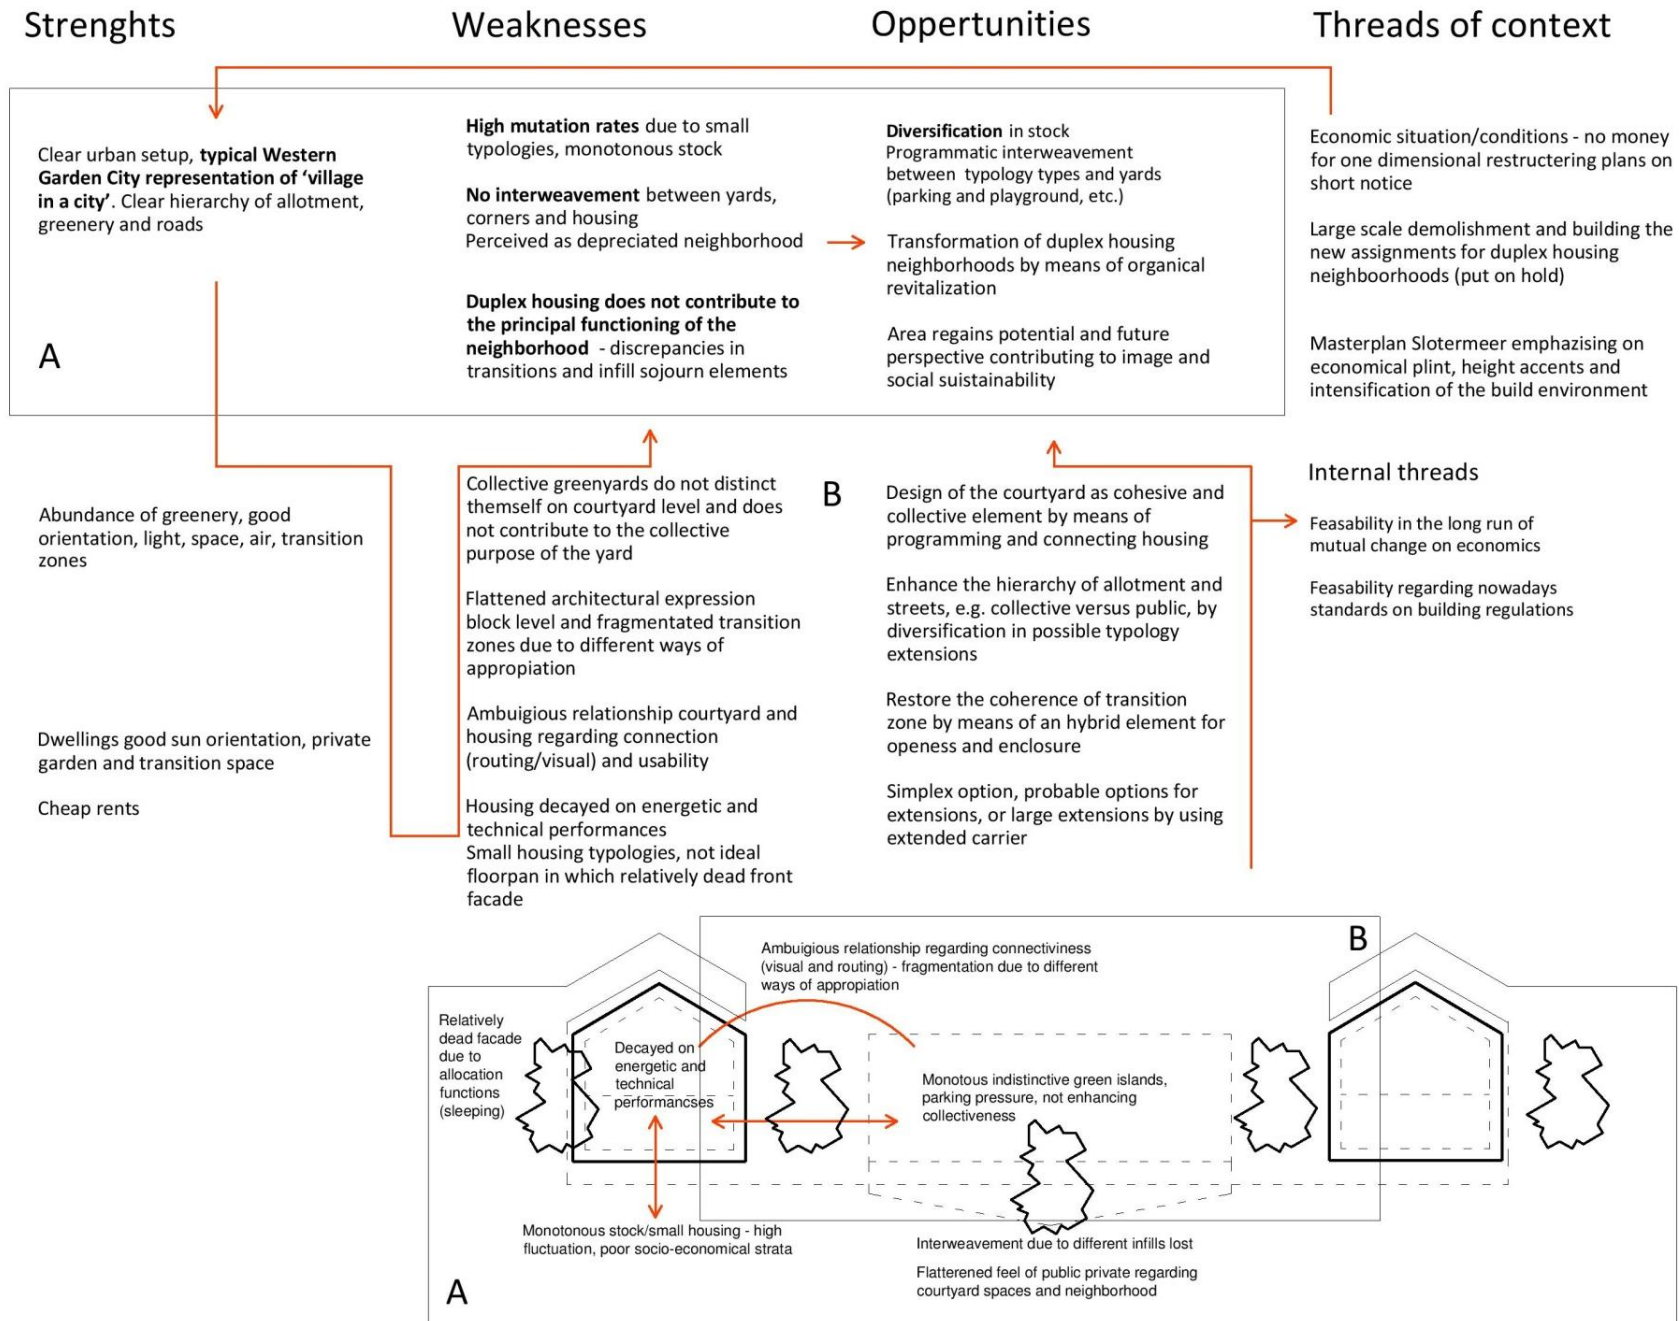 Strenghts
Weaknesses
Oppertunities
Threads of context
Clear urban setup, typical Western
Garden City representation of ‘village
in a city’. Clear hierarchy of allotment,
greenery and roads
A
High mutation rates due to small
typologies, monotonous stock
No interweavement between yards,
corners and housing
Perceived as depreciated neighborhood
Duplex housing does not contribute to
the principal functioning of the
neighborhood - discrepancies in
transitions and infill sojourn elements
Diversification in stock
Programmatic interweavement
between typology types and yards
(parking and playground, etc.)
Transformation of duplex housing
neighborhoods by means of organical
revitalization
Area regains potential and future
perspective contributing to image and
social suistainability
Economic situation/conditions - no money
for one dimensional restructering plans on
short notice
Large scale demolishment and building the
new assignments for duplex housing
neighboorhoods (put on hold)
Masterplan Slotermeer emphazising on
economical plint, height accents and
intensification of the build environment
Abundance of greenery, good
orientation, light, space, air, transition
zones
Dwellings good sun orientation, private
garden and transition space
Cheap rents
Collective greenyards do not distinct
themself on courtyard level and does
not contribute to the collective
purpose of the yard
Flattened architectural expression
block level and fragmentated transition
zones due to different ways of
appropiation
Ambuigious relationship courtyard and
housing regarding connection
(routing/visual) and usability
Housing decayed on energetic and
technical performances
Small housing typologies, not ideal
floorpan in which relatively dead front
facade
B
Design of the courtyard as cohesive and
collective element by means of
programming and connecting housing
Enhance the hierarchy of allotment and
streets, e.g. collective versus public, by
diversification in possible typology
extensions
Restore the coherence of transition
zone by means of an hybrid element for
openess and enclosure
Simplex option, probable options for
extensions, or large extensions by using
extended carrier
Internal threads
Feasability in the long run of
mutual change on economics
Feasability regarding nowadays
standards on building regulations
B
Ambuigious relationship regarding connectiviness
(visual and routing) - fragmentation due to different
ways of appropiation
Relatively
dead facade
due to
allocation
functions
(sleeping)
Decayed on
energetic and
technical
performancses
Monotous indistinctive green islands,
parking pressure, not enhancing
collectiveness
Monotonous stock/small housing - high
fluctuation, poor socio-economical strata
Interweavement due to different infills lost
Flatterened feel of public private regarding
courtyard spaces and neighborhood
A